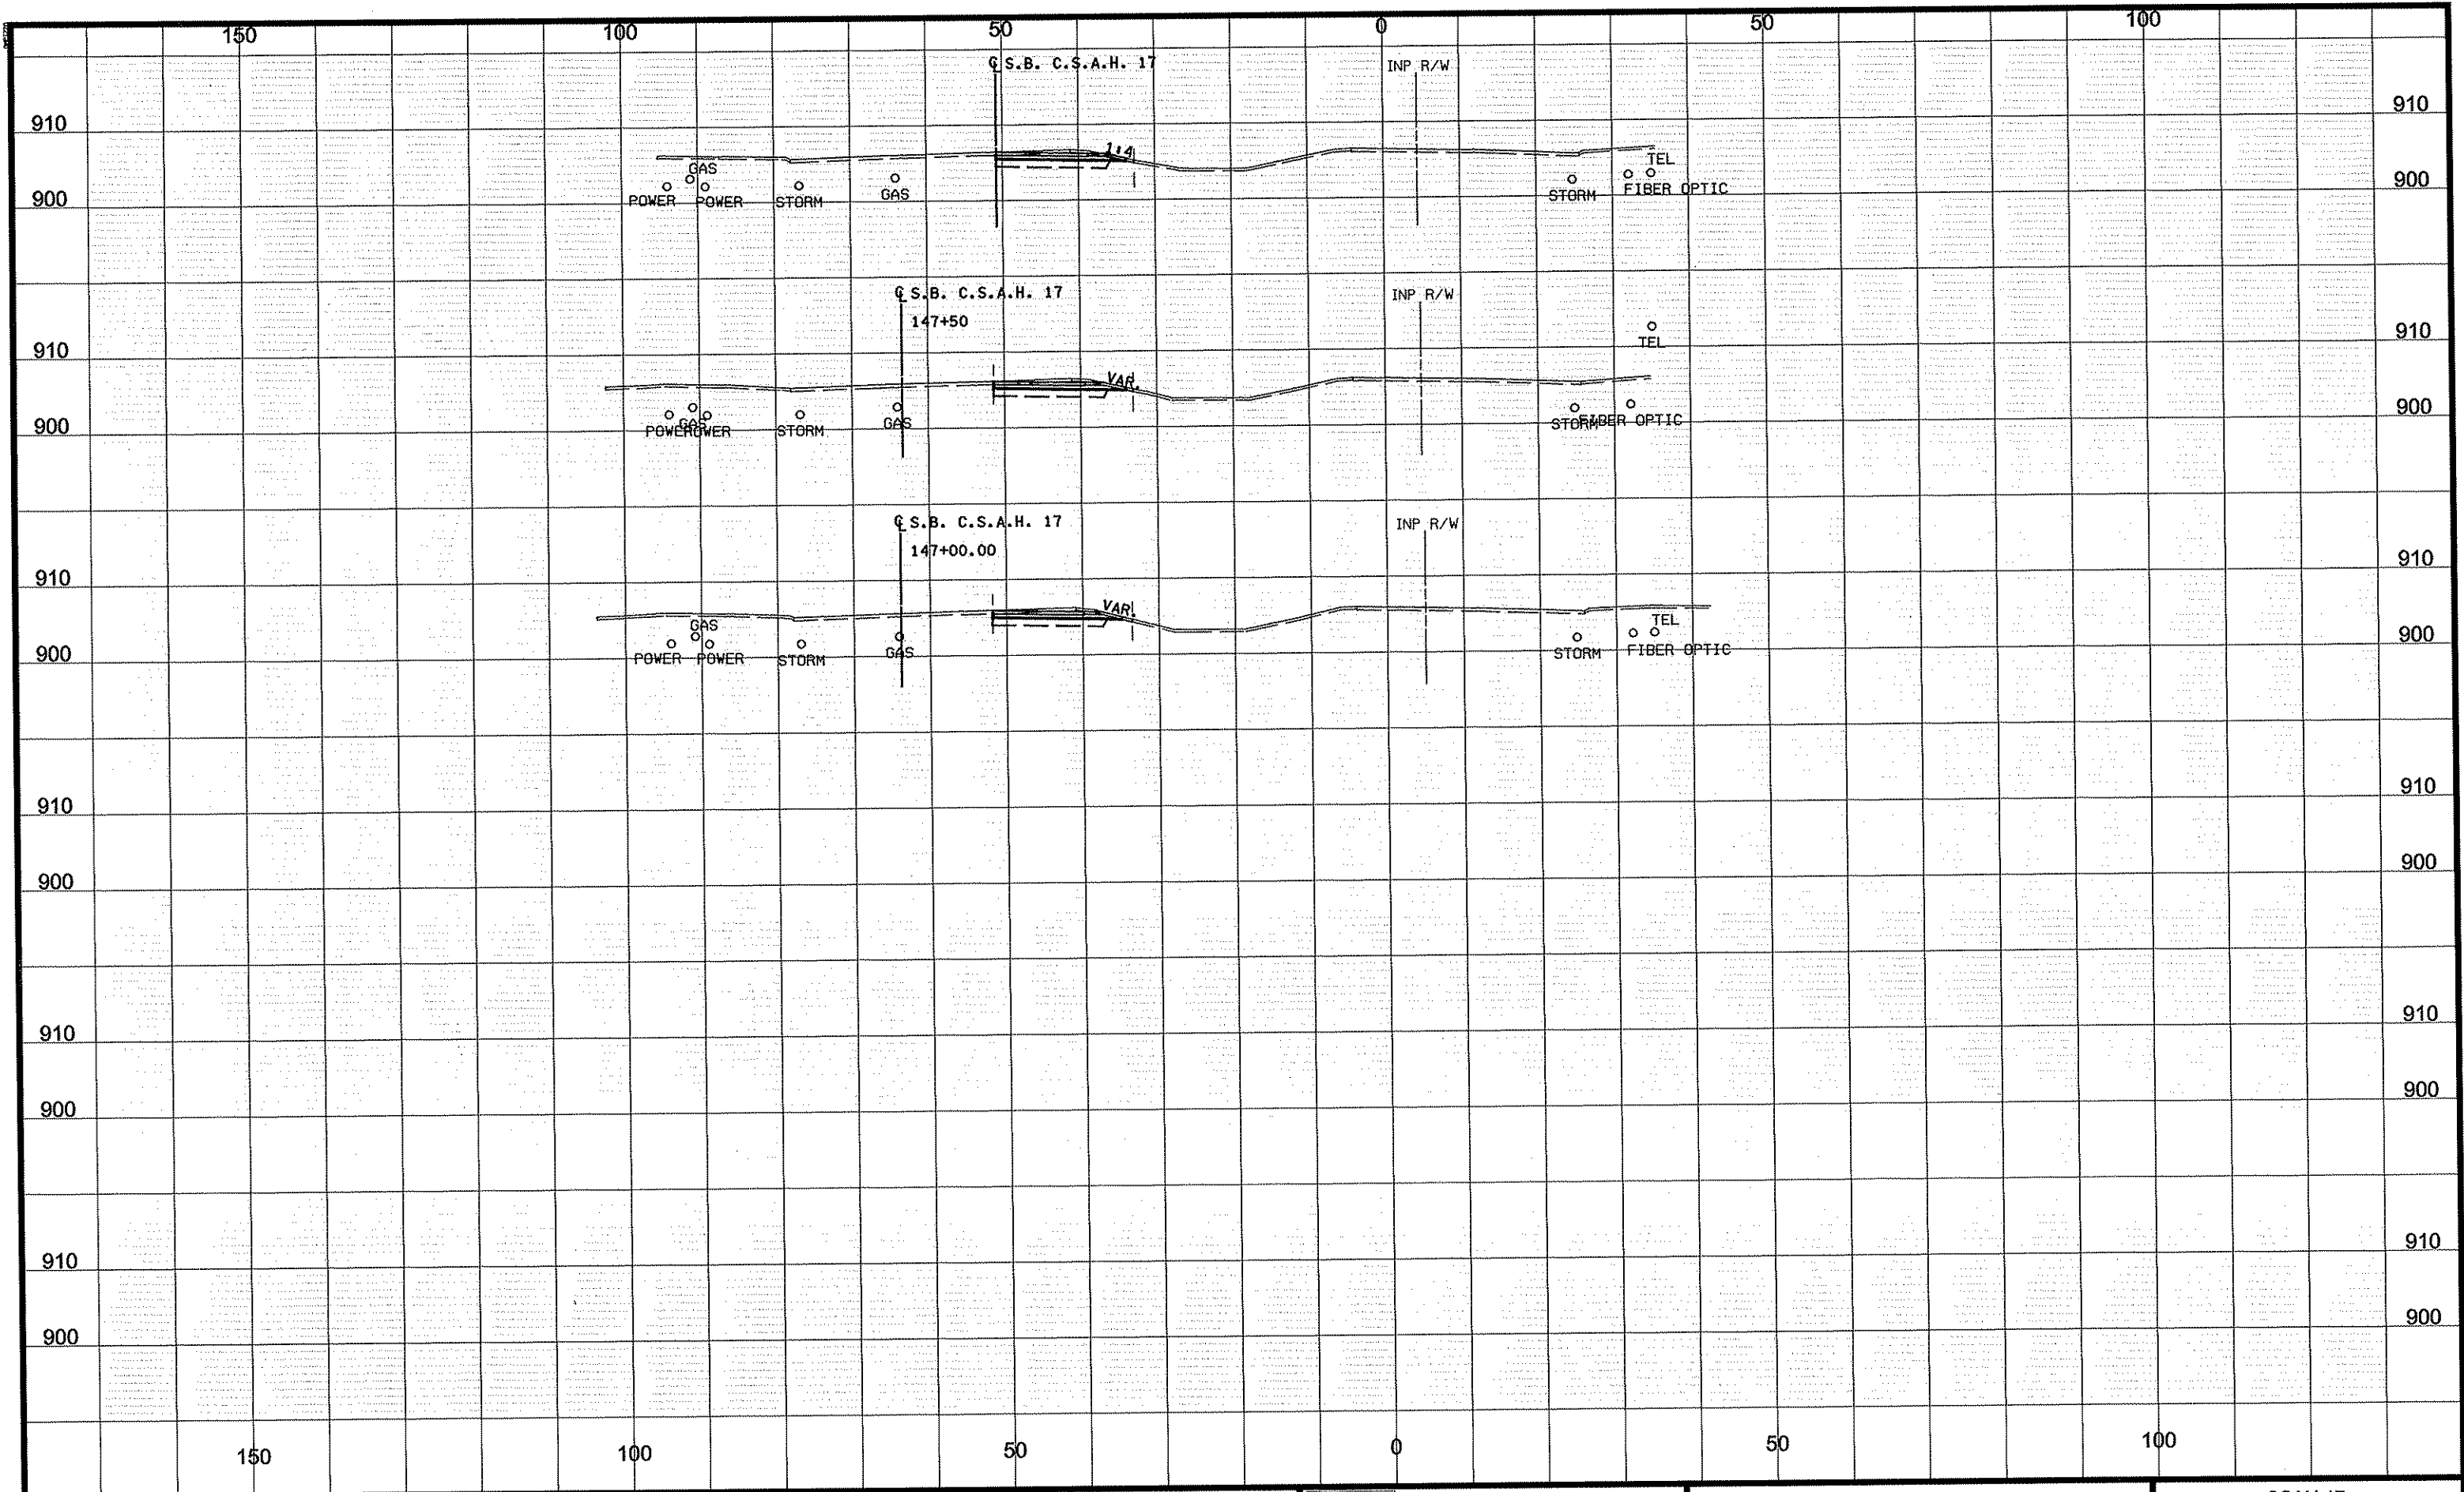 150 100 50 0 50 100
℄ S.B. C.S.A.H. 17 INP R/W
910 910
1:4
GAS TEL
POWER POWER STORM GAS STORM FIBER OPTIC
900 900
℄ S.B. C.S.A.H. 17 INP R/W
147+50
TEL
910 910
VAR.
GAS GAS
POWER POWER STORM STORM FIBER OPTIC
900 900
℄ S.B. C.S.A.H. 17 INP R/W
147+00.00
910 910
VAR.
GAS TEL
POWER POWER STORM GAS STORM FIBER OPTIC
900 900
910 910
900 900
910 910
900 900
910 910
900 900
150 100 50 0 50 100